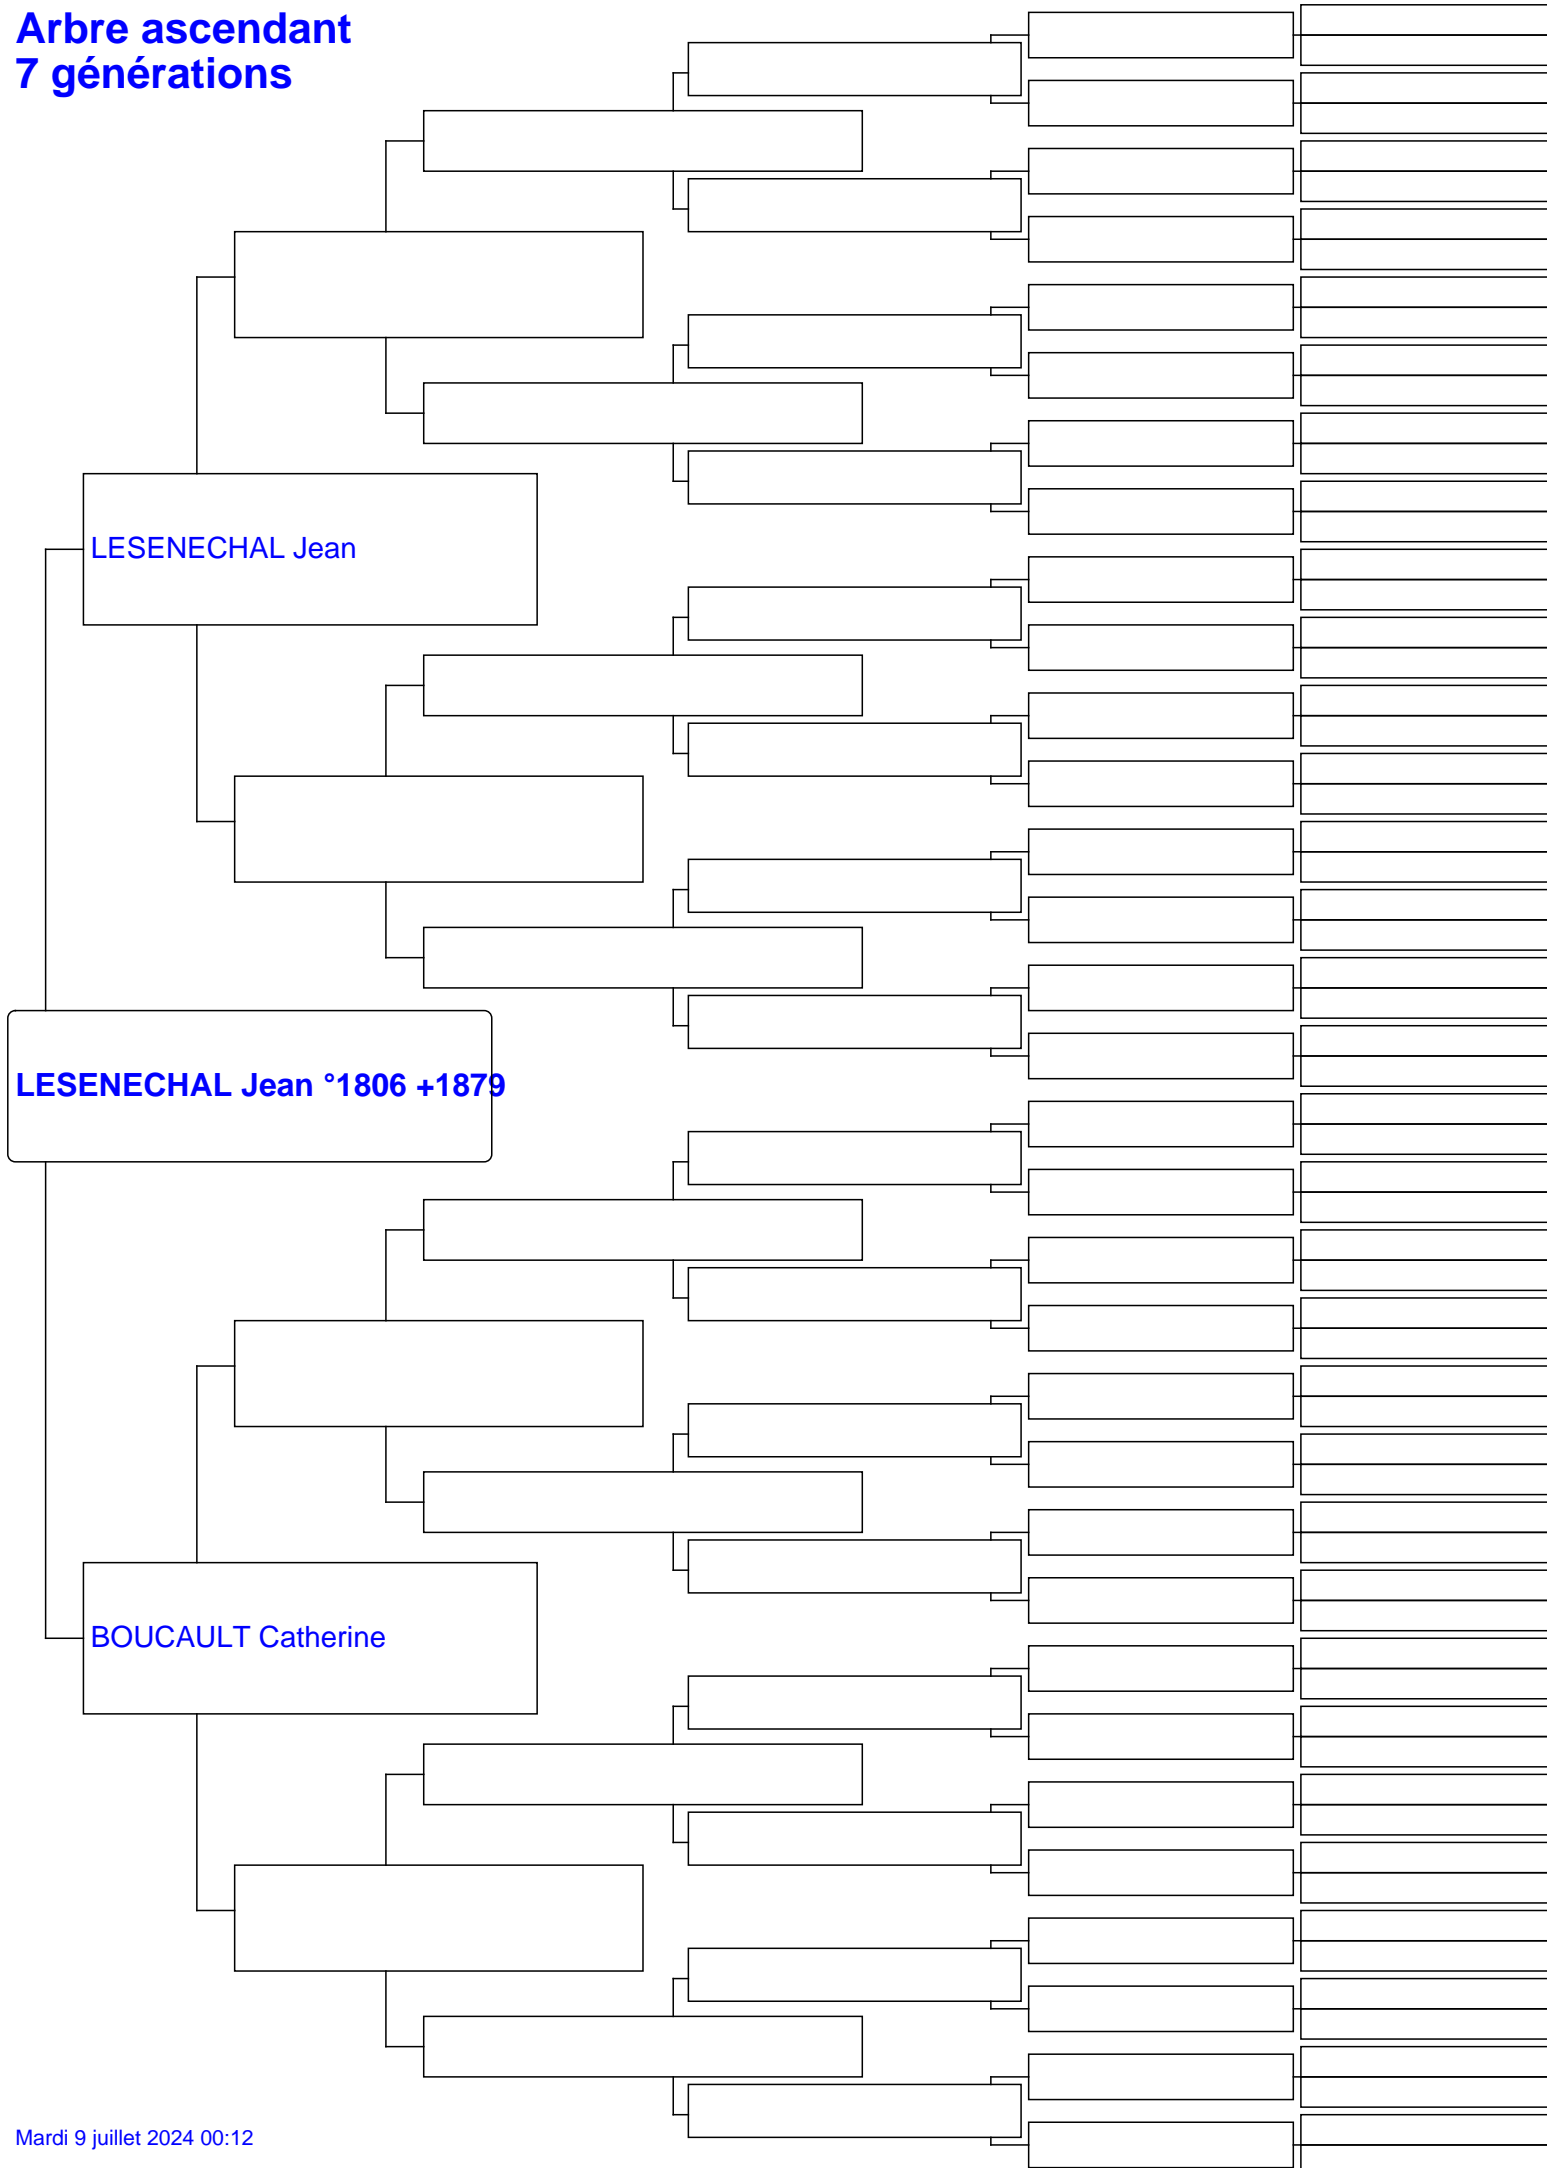 Arbre ascendant
7 générations
LESENECHAL Jean
LESENECHAL Jean °1806 +1879
BOUCAULT Catherine
Mardi 9 juillet 2024 00:12